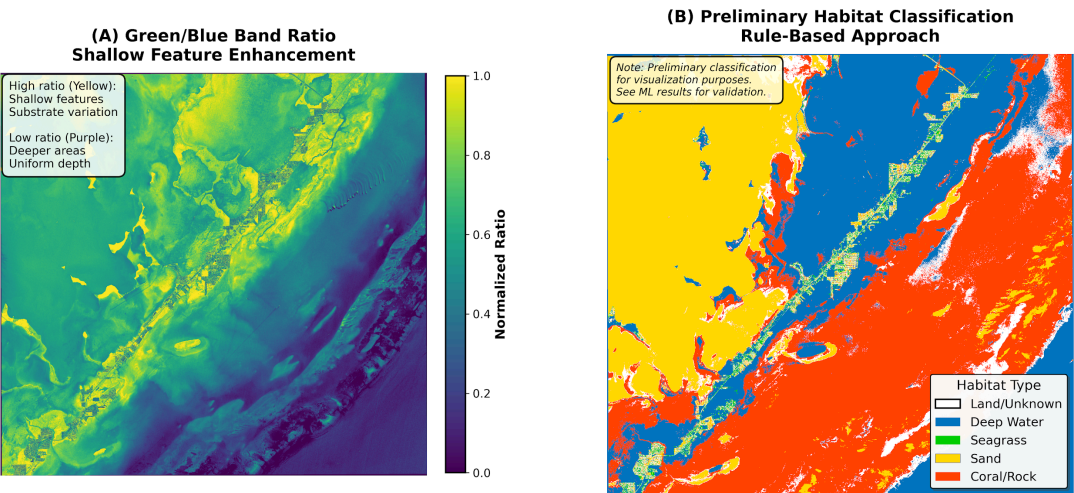 (A) Green/Blue Band Ratio
Shallow Feature Enhancement
High ratio (Yellow):
Shallow features
Substrate variation
Low ratio (Purple):
Deeper areas
Uniform depth
1.0
0.8
0.6
0.4
0.2
0.0
Normalized Ratio
(B) Preliminary Habitat Classification
Rule-Based Approach
Note: Preliminary classification
for visualization purposes.
See ML results for validation.
Habitat Type
Land/Unknown
Deep Water
Seagrass
Sand
Coral/Rock